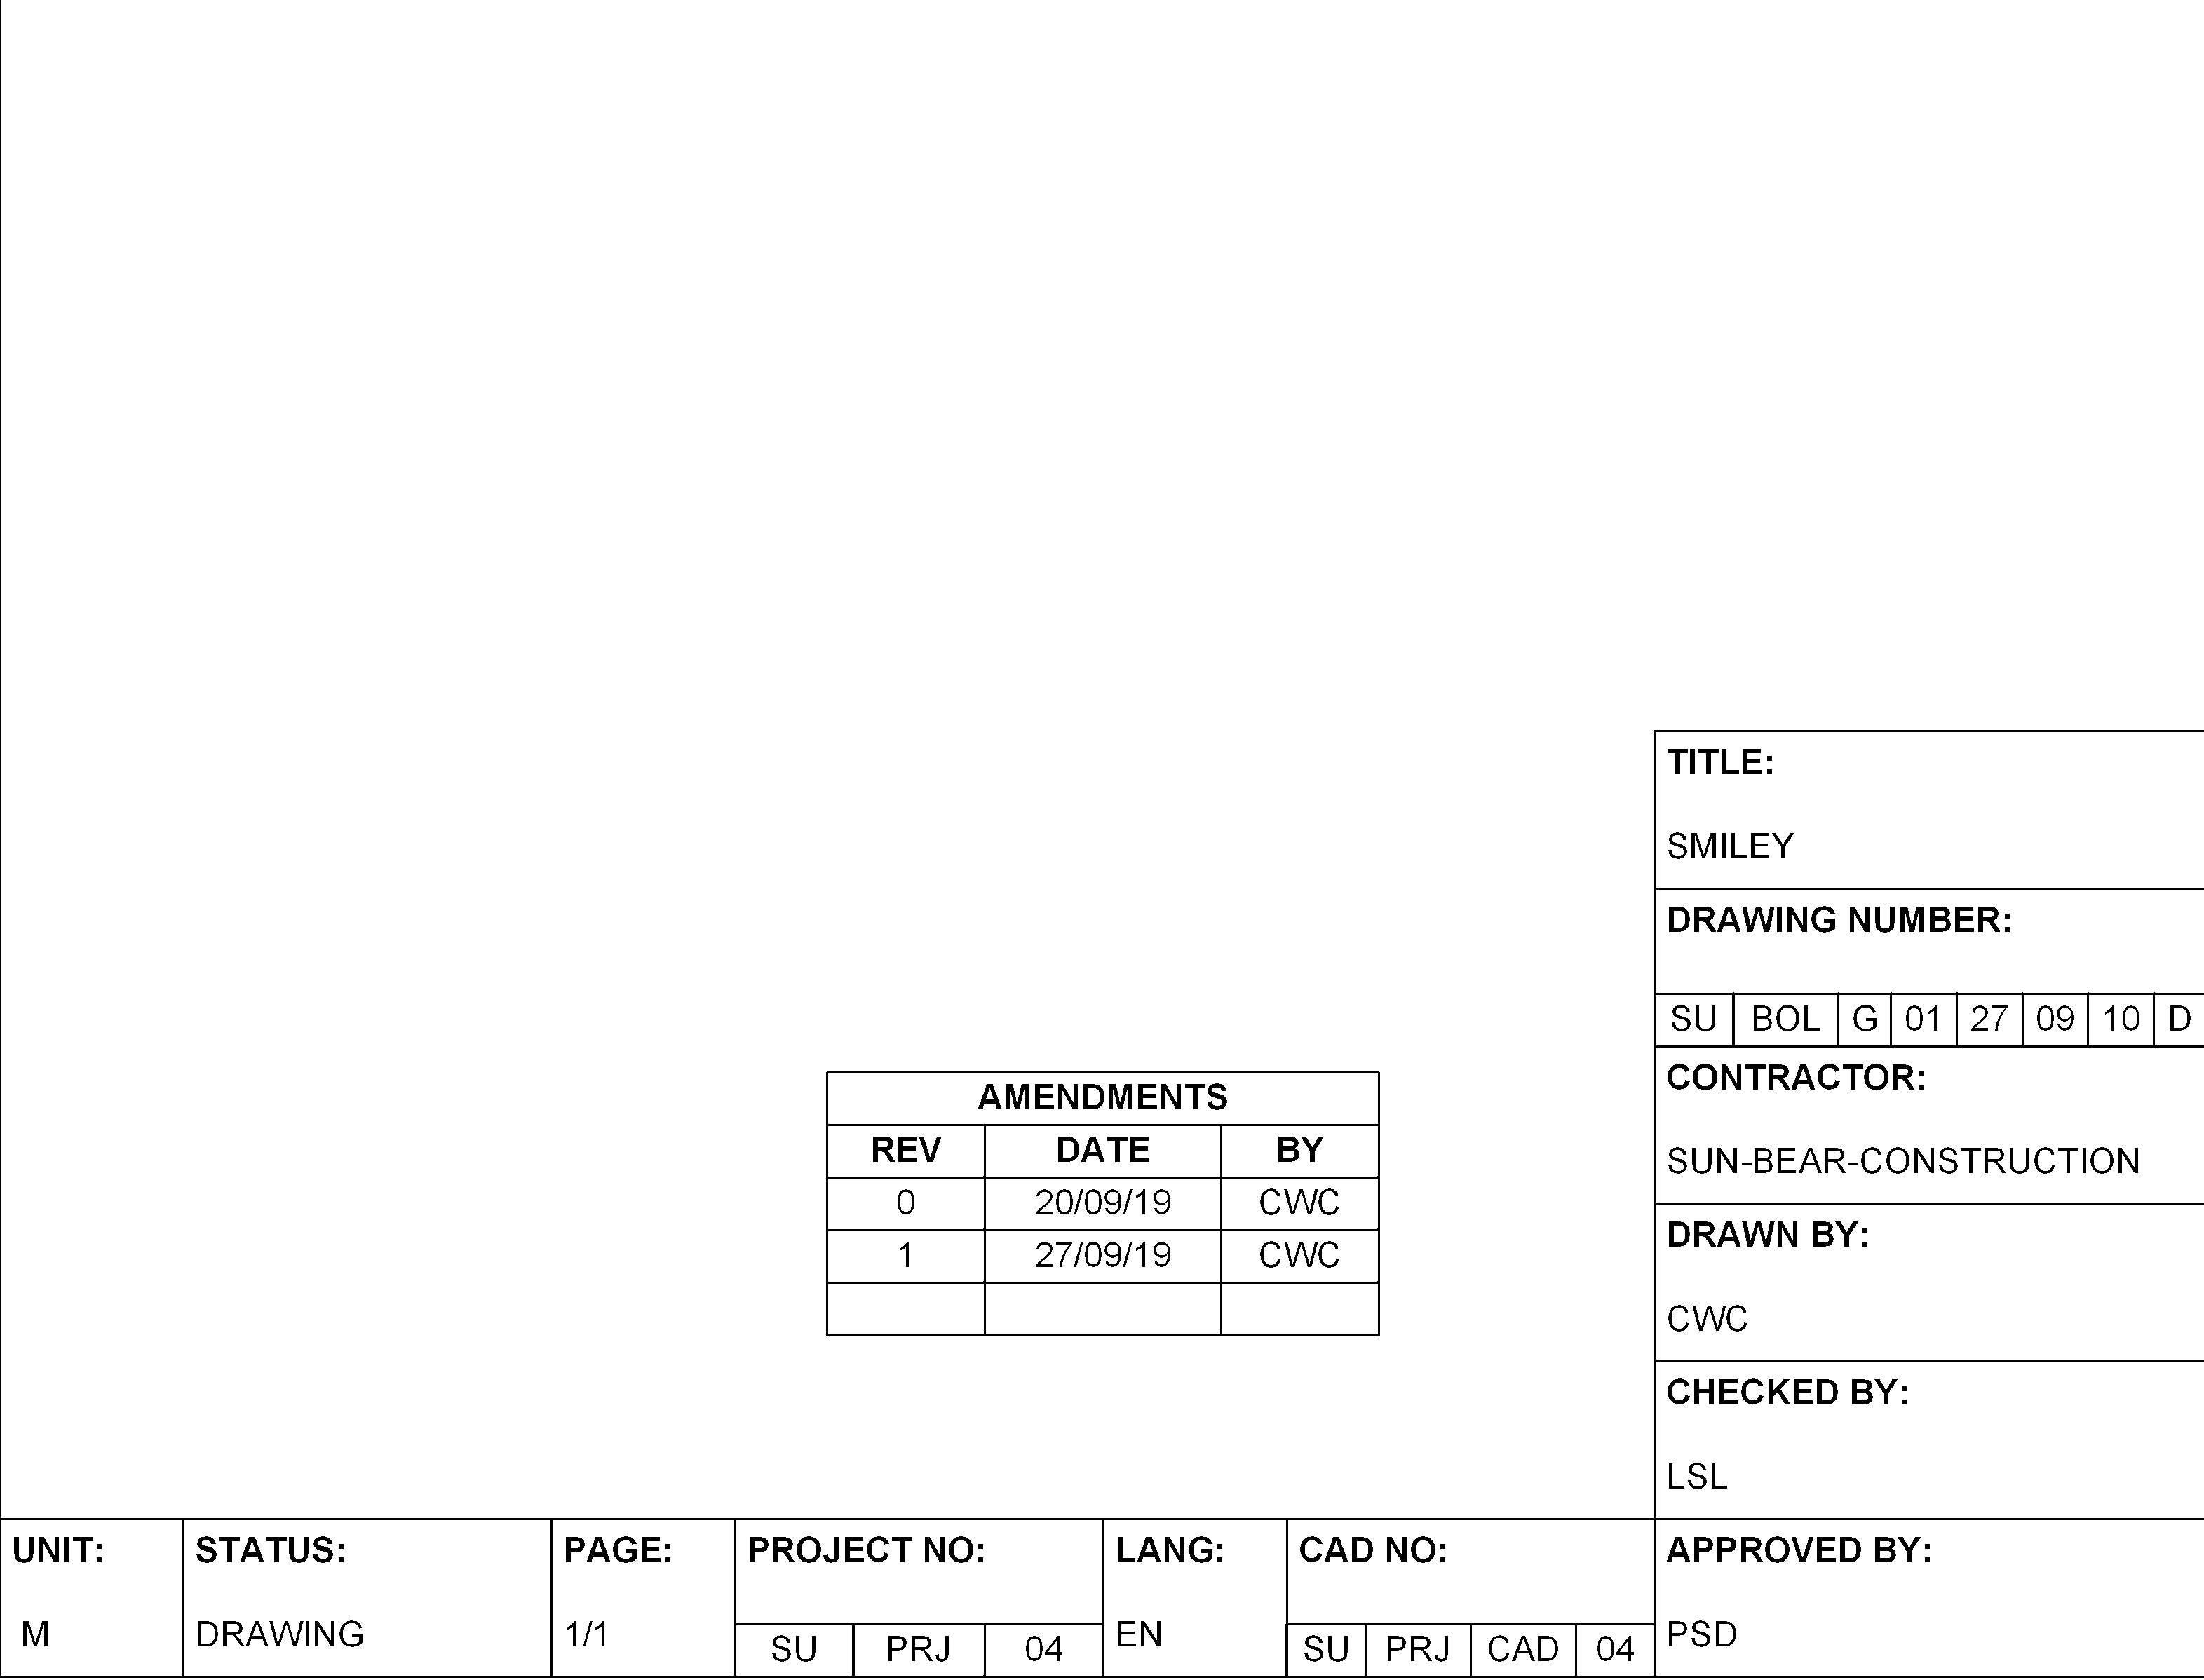 TITLE:
SMILEY
DRAWING NUMBER:
SU BOL G 01 27 09 10 D
CONTRACTOR:
SUN-BEAR-CONSTRUCTION
DRAWN BY:
CWC
CHECKED BY:
LSL
AMENDMENTS
REV DATE BY
0 20/09/19 CWC
1 27/09/19 CWC
UNIT: STATUS: PAGE: PROJECT NO: LANG: CAD NO: APPROVED BY:
M DRAWING 1/1 SU PRJ 04 EN SU PRJ CAD 04 PSD